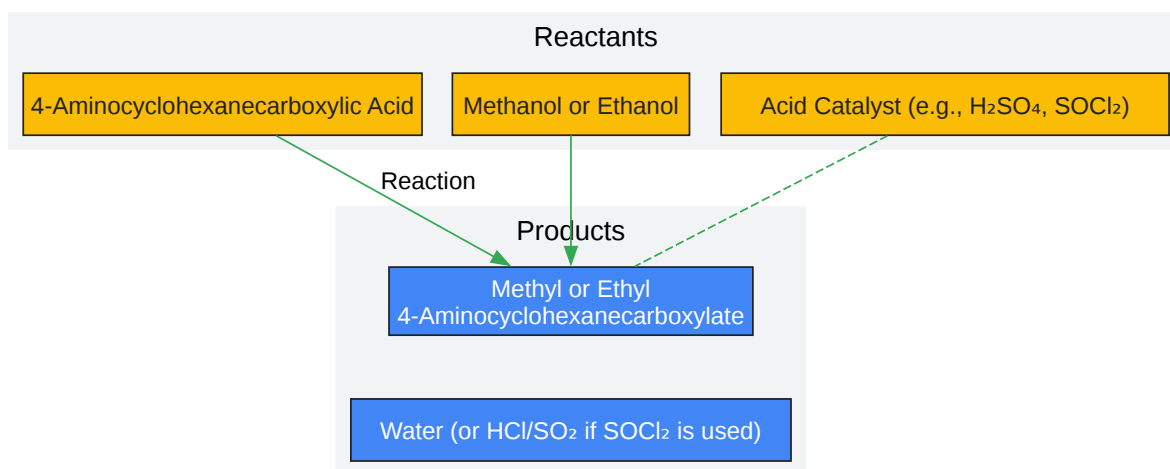 Reactants
4-Aminocyclohexanecarboxylic Acid
Methanol or Ethanol
Acid Catalyst (e.g., H₂SO₄, SOCl₂)
Reaction
Products
Methyl or Ethyl
4-Aminocyclohexanecarboxylate
Water (or HCl/SO₂ if SOCl₂ is used)